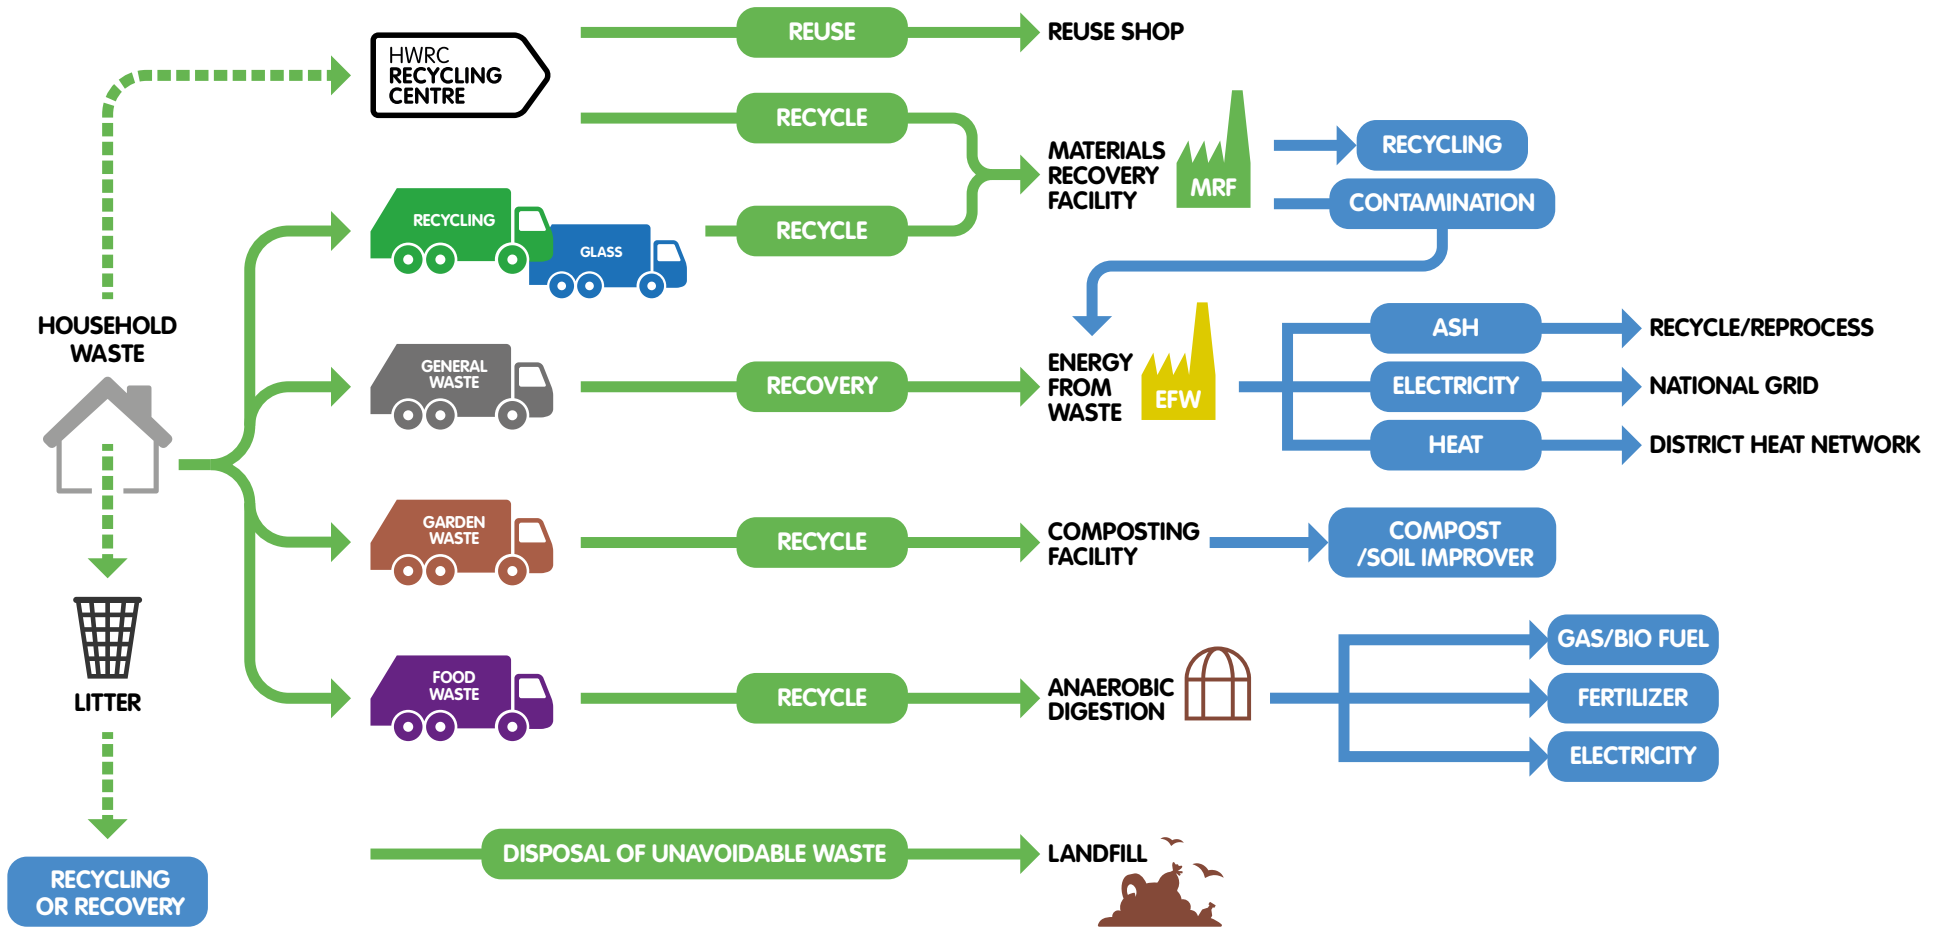 REUSE
REUSE SHOP
HWRC
RECYCLING
CENTRE
RECYCLE
MATERIALS
RECOVERY
FACILITY
MRF
RECYCLING
CONTAMINATION
RECYCLING
GLASS
RECYCLE
HOUSEHOLD
WASTE
GENERAL
WASTE
RECOVERY
ENERGY
FROM
WASTE
EFW
ASH
RECYCLE/REPROCESS
ELECTRICITY
NATIONAL GRID
HEAT
DISTRICT HEAT NETWORK
GARDEN
WASTE
RECYCLE
COMPOSTING
FACILITY
COMPOST
/SOIL IMPROVER
LITTER
FOOD
WASTE
RECYCLE
ANAEROBIC
DIGESTION
GAS/BIO FUEL
FERTILIZER
ELECTRICITY
DISPOSAL OF UNAVOIDABLE WASTE
LANDFILL
RECYCLING
OR RECOVERY